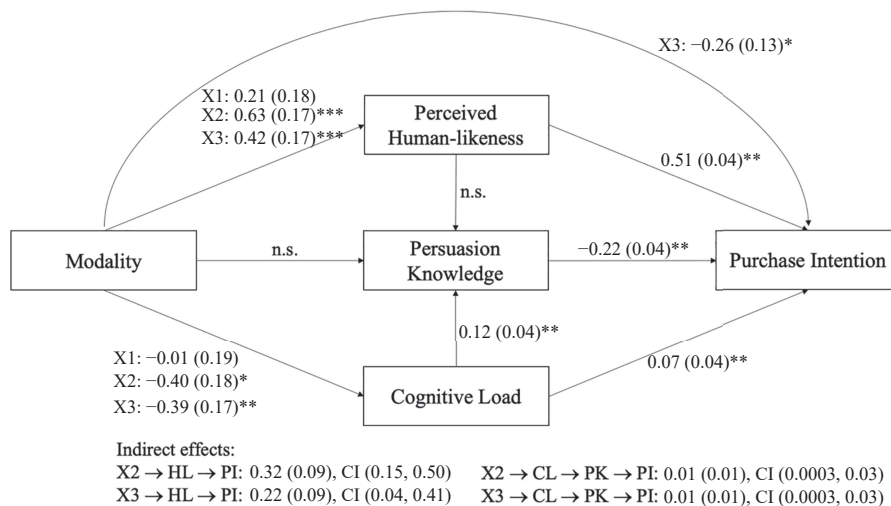 X3: −0.26 (0.13)*
X1: 0.21 (0.18)
X2: 0.63 (0.17)***
X3: 0.42 (0.17)***
Perceived
Human-likeness
0.51 (0.04)**
n.s.
Modality
n.s.
Persuasion
Knowledge
−0.22 (0.04)**
Purchase Intention
0.12 (0.04)**
X1: −0.01 (0.19)
X2: −0.40 (0.18)*
X3: −0.39 (0.17)**
Cognitive Load
0.07 (0.04)**
Indirect effects:
X2 → HL → PI: 0.32 (0.09), CI (0.15, 0.50)
X2 → CL → PK → PI: 0.01 (0.01), CI (0.0003, 0.03)
X3 → HL → PI: 0.22 (0.09), CI (0.04, 0.41)
X3 → CL → PK → PI: 0.01 (0.01), CI (0.0003, 0.03)